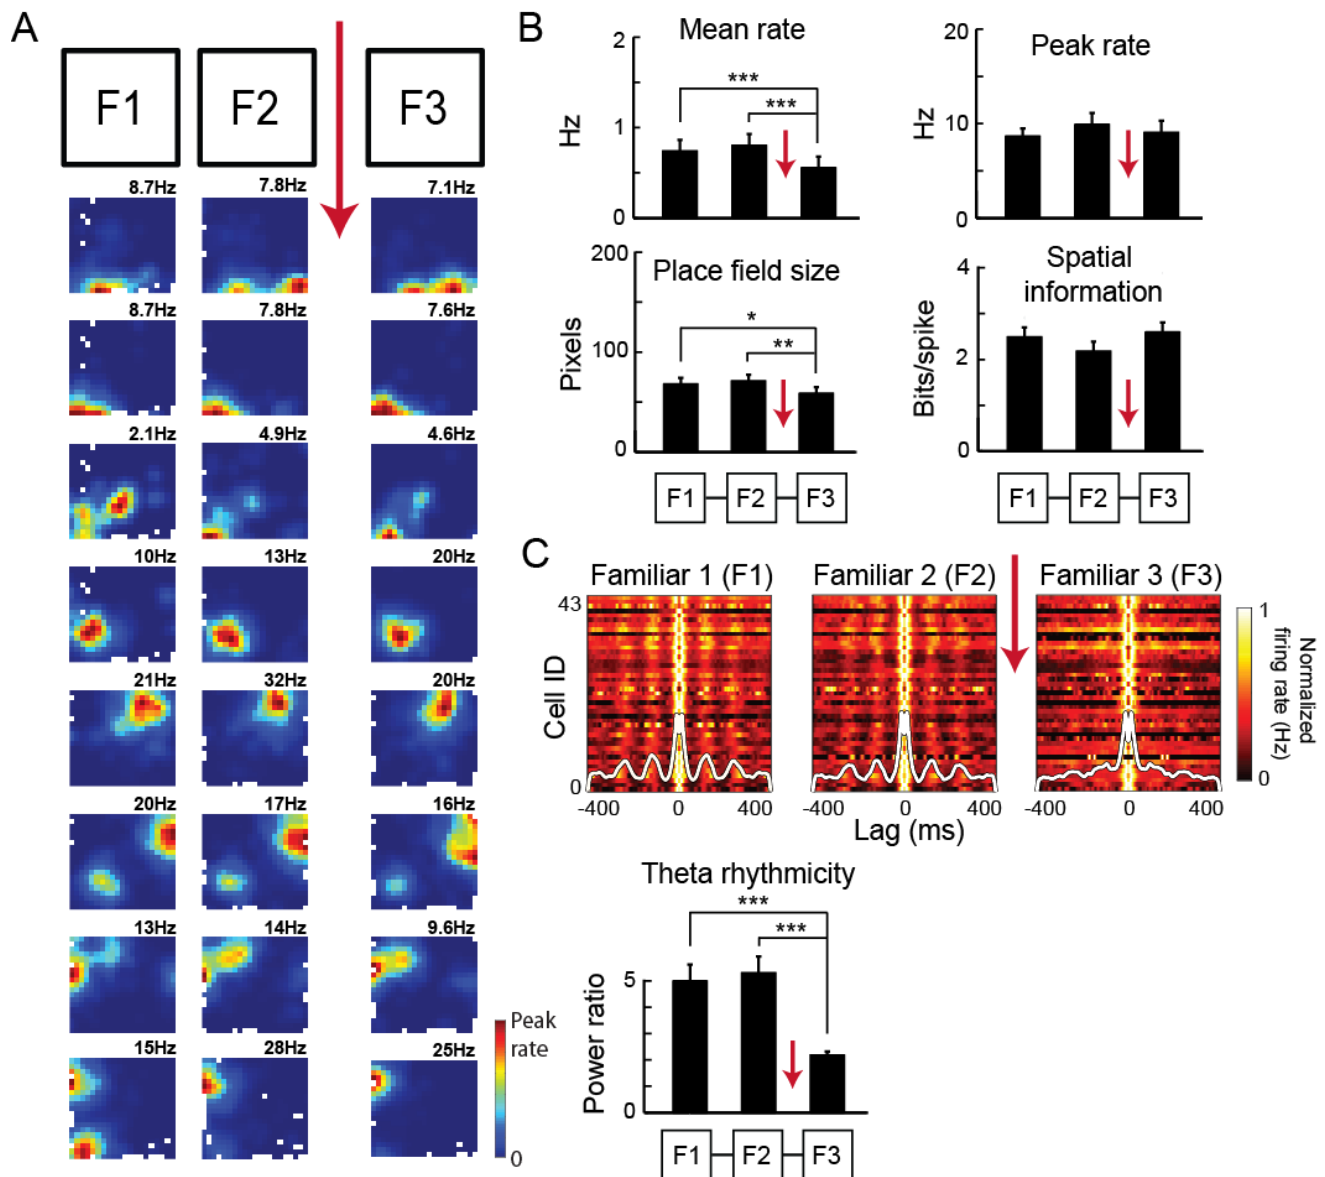 A
F1 F2 F3
8.7Hz 7.8Hz 7.1Hz
8.7Hz 7.8Hz 7.6Hz
2.1Hz 4.9Hz 4.6Hz
10Hz 13Hz 20Hz
21Hz 32Hz 20Hz
20Hz 17Hz 16Hz
13Hz 14Hz 9.6Hz
15Hz 28Hz 25Hz
Peak
rate
0
B
Mean rate
Hz
2
1
0
***
***
Peak rate
Hz
20
10
0
Place field size
Pixels
200
100
0
*
**
F1 F2 F3
Spatial
information
Bits/spike
4
2
0
F1 F2 F3
C
Familiar 1 (F1) Familiar 2 (F2) Familiar 3 (F3)
Cell ID
43
0
-400 0 400 -400 0 400 -400 0 400
Lag (ms)
1
0
Normalized
firing rate (Hz)
Theta rhythmicity
***
***
Power ratio
5
0
F1 F2 F3